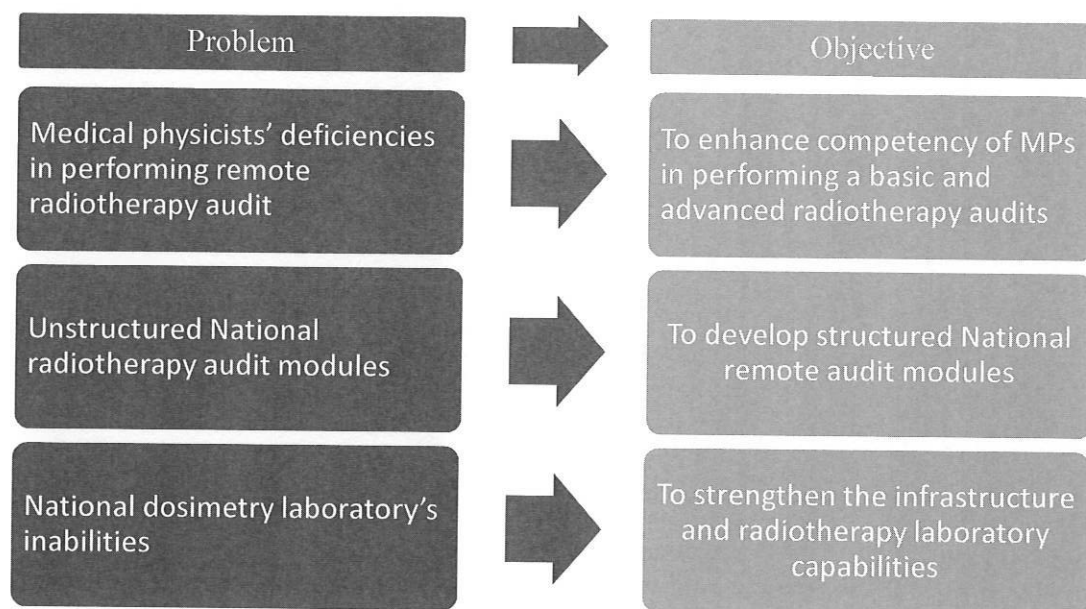 Problem
Objective
Medical physicists' deficiencies
in performing remote
radiotherapy audit
To enhance competency of MPs
in performing a basic and
advanced radiotherapy audits
Unstructured National
radiotherapy audit modules
To develop structured National
remote audit modules
National dosimetry laboratory's
inabilities
To strengthen the infrastructure
and radiotherapy laboratory
capabilities